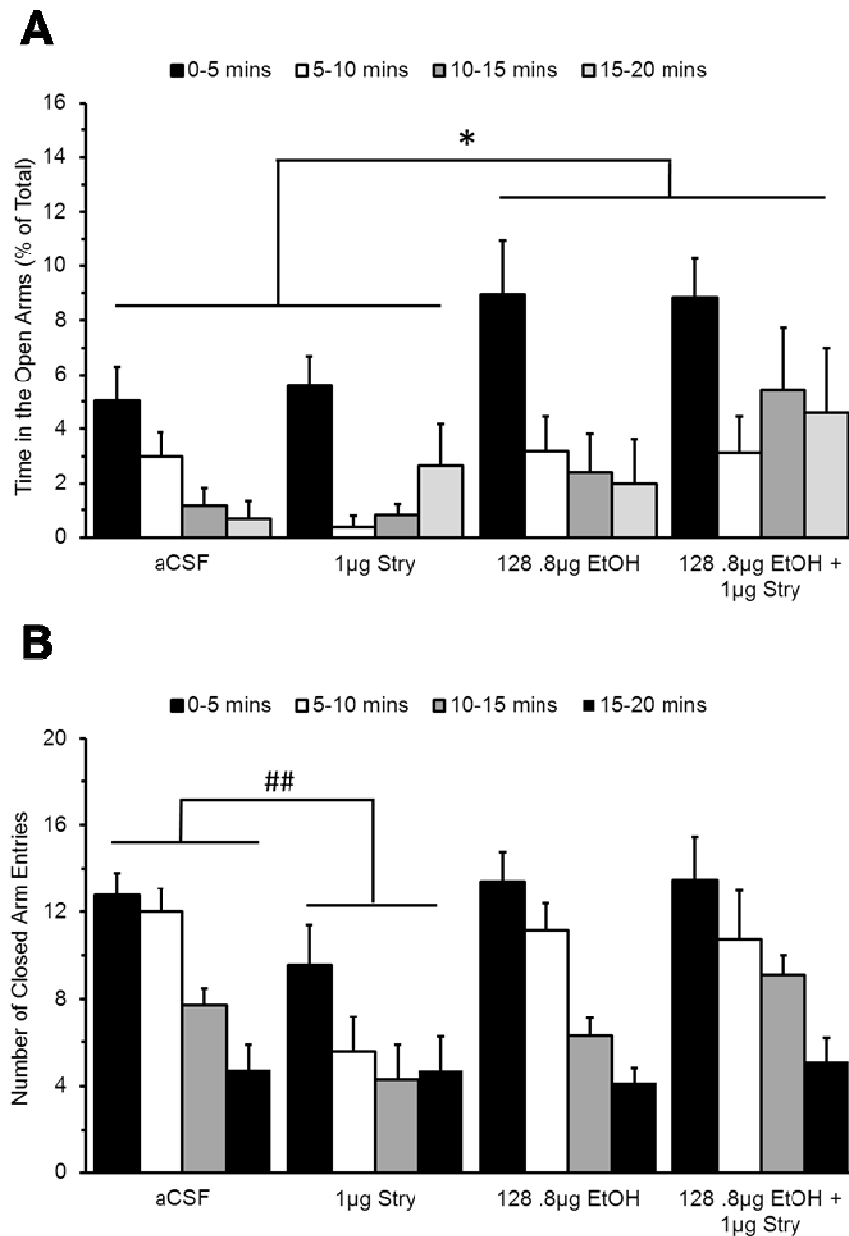 A
0-5 mins 5-10 mins 10-15 mins 15-20 mins
16
14
12
10
8
6
4
2
0
Time in the Open Arms (% of Total)
*
aCSF 1µg Stry 128 .8µg EtOH 128 .8µg EtOH +
1µg Stry
B
0-5 mins 5-10 mins 10-15 mins 15-20 mins
20
16
12
8
4
0
Number of Closed Arm Entries
##
aCSF 1µg Stry 128 .8µg EtOH 128 .8µg EtOH +
1µg Stry